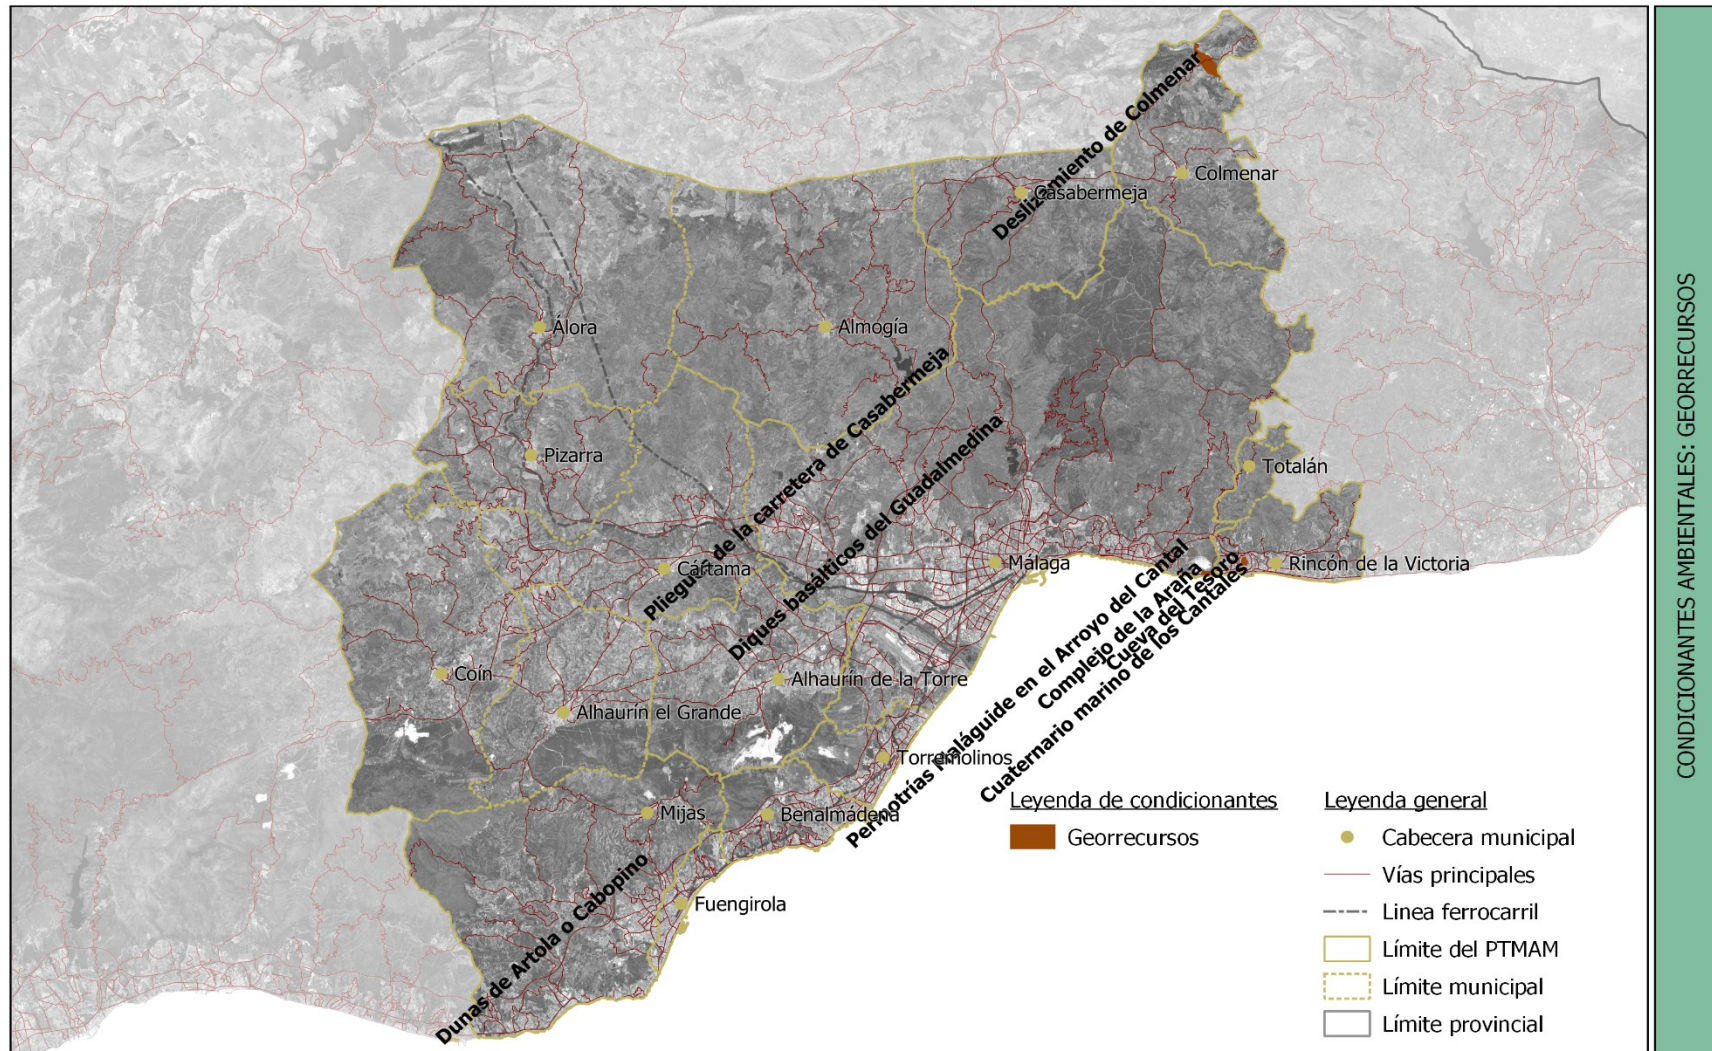 CONDICIONANTES AMBIENTALES: GEORRECURSOS
Deslizamiento de Colmenar
Colmenar
Casabermeja
Álora
Almogía
Pliegues de la carretera de Casabermeja
Diques basálticos del Guadalmedina
Pizarra
Totalán
Cártama
Málaga
Rincón de la Victoria
Permotrías Maláguide en el Arroyo del Cantal
Complejo de la Araña
Cueva del Tesoro
Cuaternario marino de los Cantales
Coín
Alhaurín de la Torre
Alhaurín el Grande
Torremolinos
Mijas
Benalmádena
Fuengirola
Dunas de Artola o Cabopino
Leyenda de condicionantes
Georrecursos
Leyenda general
Cabecera municipal
Vías principales
Linea ferrocarril
Límite del PTMAM
Límite municipal
Límite provincial